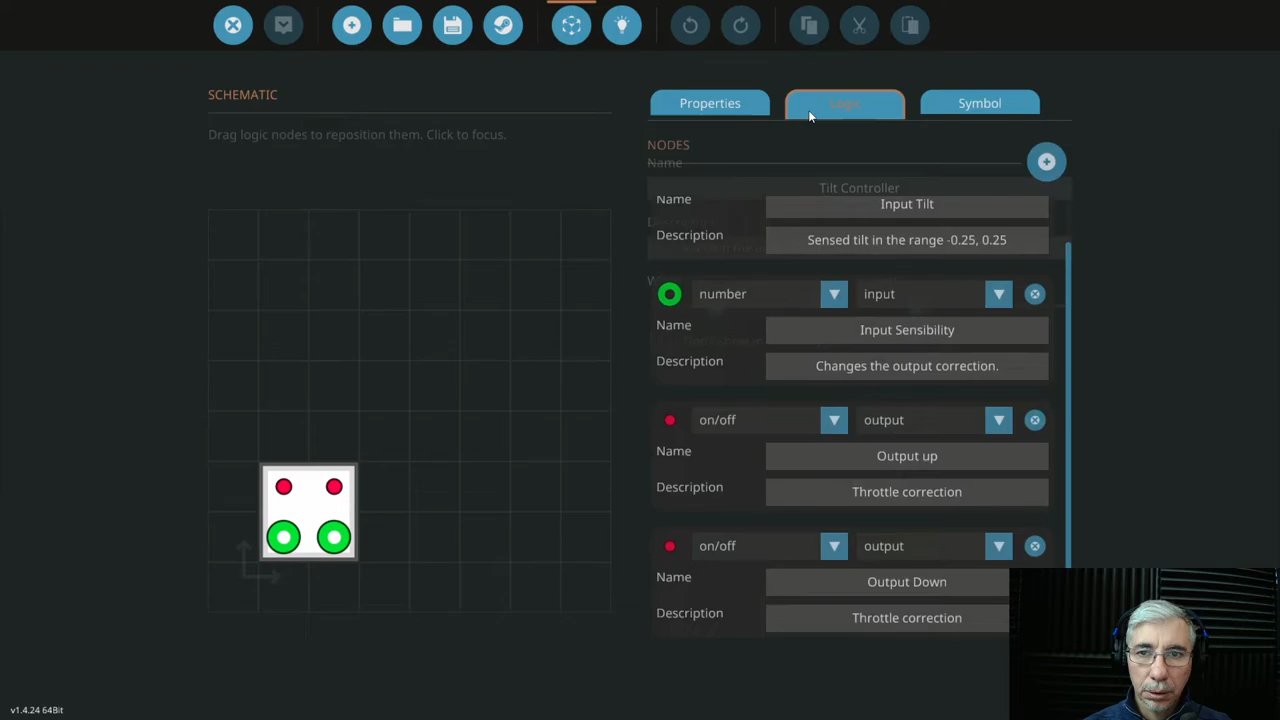 SCHEMATIC
Drag logic nodes to reposition them. Click to focus.
Properties
Logic
Symbol
NODES
Name
Tilt Controller
Name
Input Tilt
Description
Sensed tilt in the range -0.25, 0.25
number
input
Name
Input Sensibility
Description
Changes the output correction.
on/off
output
Name
Output up
Description
Throttle correction
on/off
output
Name
Output Down
Description
Throttle correction
v1.4.24 64Bit